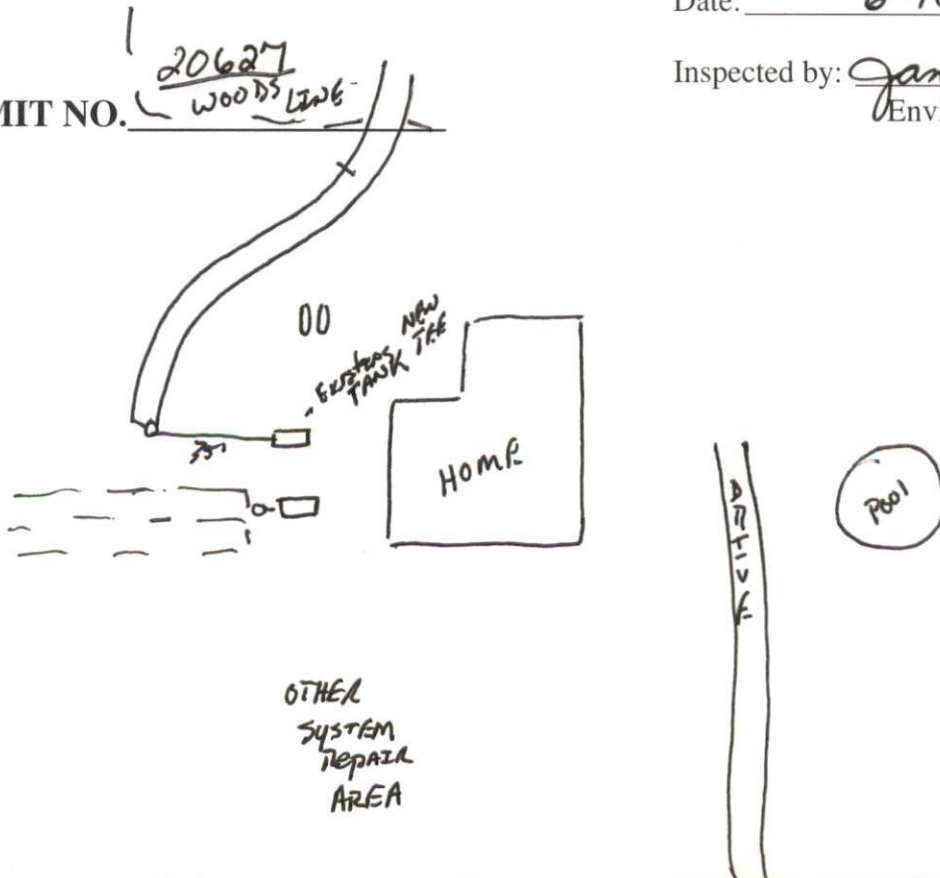 Date:
20627
Inspected by: Jam
WOODS LINE
MIT NO.
Env
NEW
TEE
EXISTING
TANK
HOME
DRIVE
POOl
OTHER
SYSTEM
REPAIR
AREA